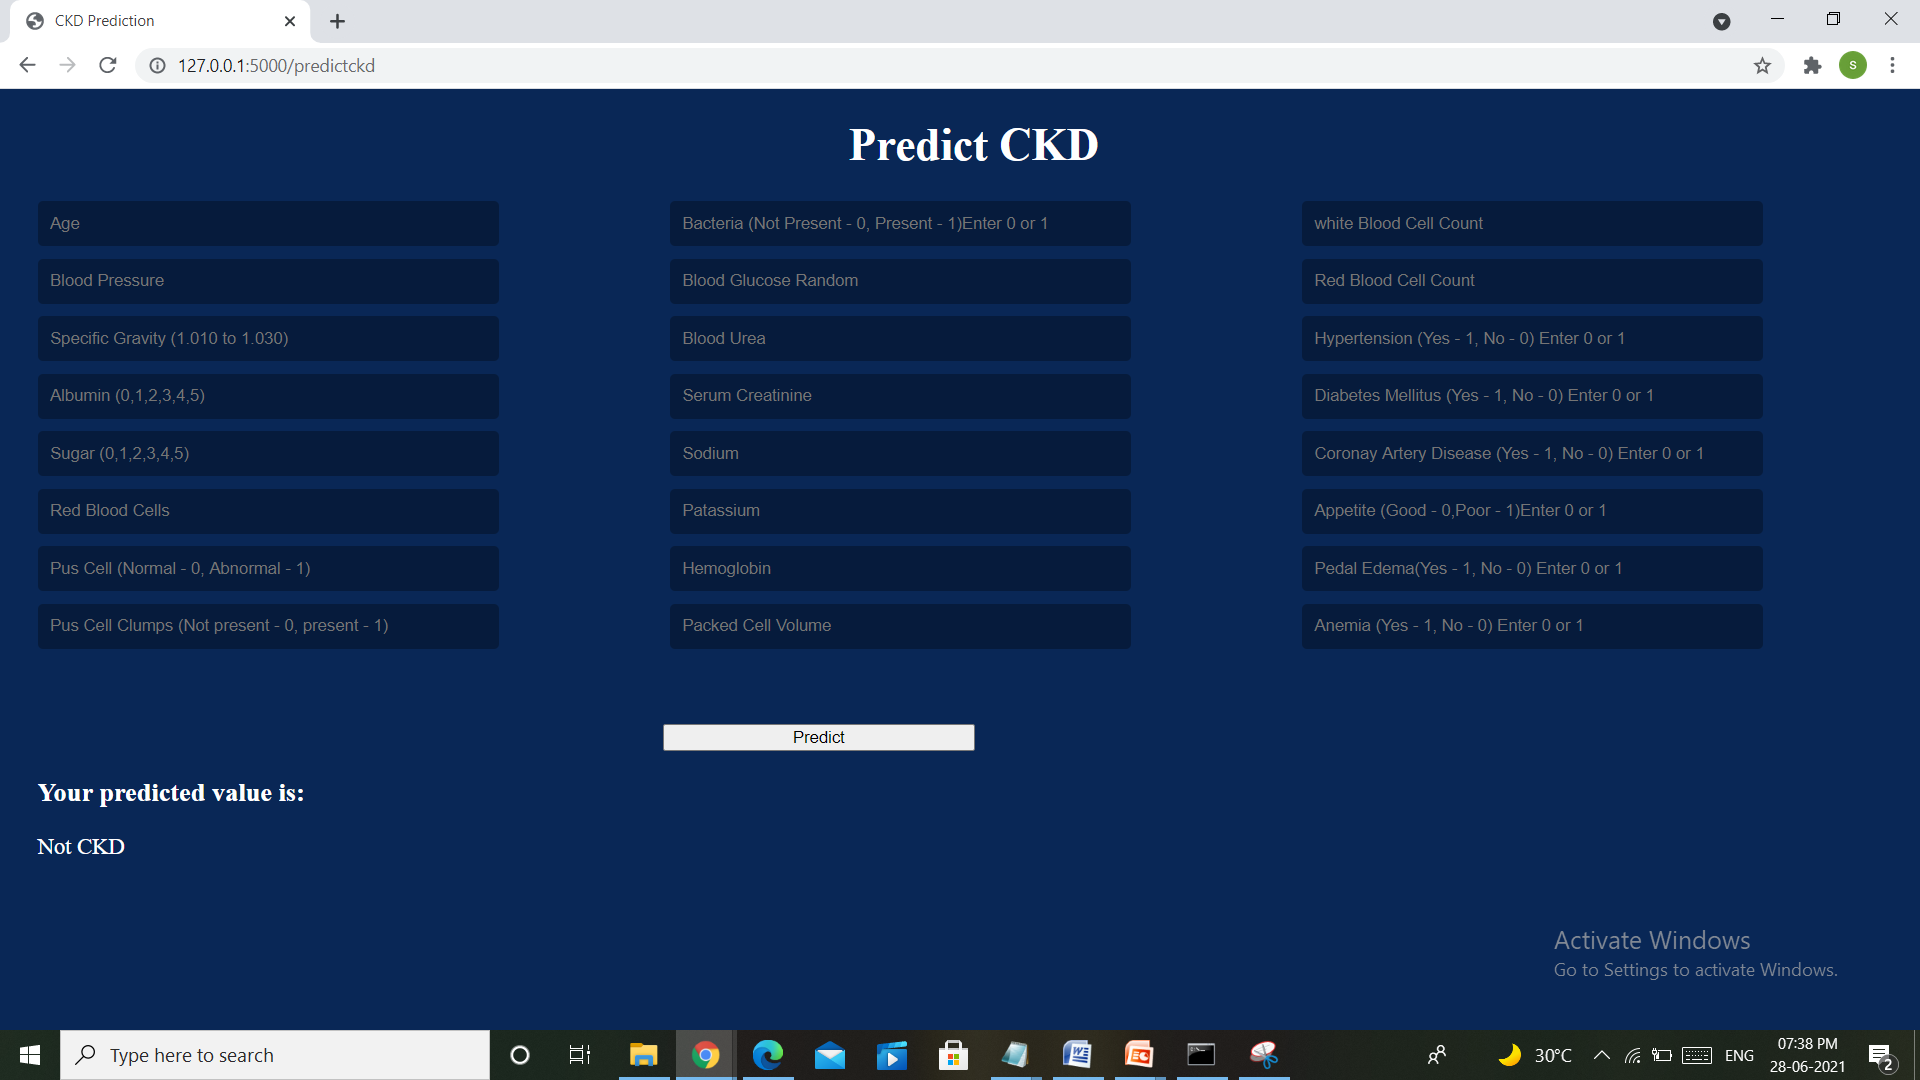 CKD Prediction
127.0.0.1:5000/predictckd
S
Predict CKD
Age
Blood Pressure
Specific Gravity (1.010 to 1.030)
Albumin (0,1,2,3,4,5)
Sugar (0,1,2,3,4,5)
Red Blood Cells
Pus Cell (Normal - 0, Abnormal - 1)
Pus Cell Clumps (Not present - 0, present - 1)
Bacteria (Not Present - 0, Present - 1)Enter 0 or 1
Blood Glucose Random
Blood Urea
Serum Creatinine
Sodium
Patassium
Hemoglobin
Packed Cell Volume
white Blood Cell Count
Red Blood Cell Count
Hypertension (Yes - 1, No - 0) Enter 0 or 1
Diabetes Mellitus (Yes - 1, No - 0) Enter 0 or 1
Coronay Artery Disease (Yes - 1, No - 0) Enter 0 or 1
Appetite (Good - 0,Poor - 1)Enter 0 or 1
Pedal Edema(Yes - 1, No - 0) Enter 0 or 1
Anemia (Yes - 1, No - 0) Enter 0 or 1
Predict
Your predicted value is:
Not CKD
Activate Windows
Go to Settings to activate Windows.
Type here to search
30°C
ENG
07:38 PM
28-06-2021
2